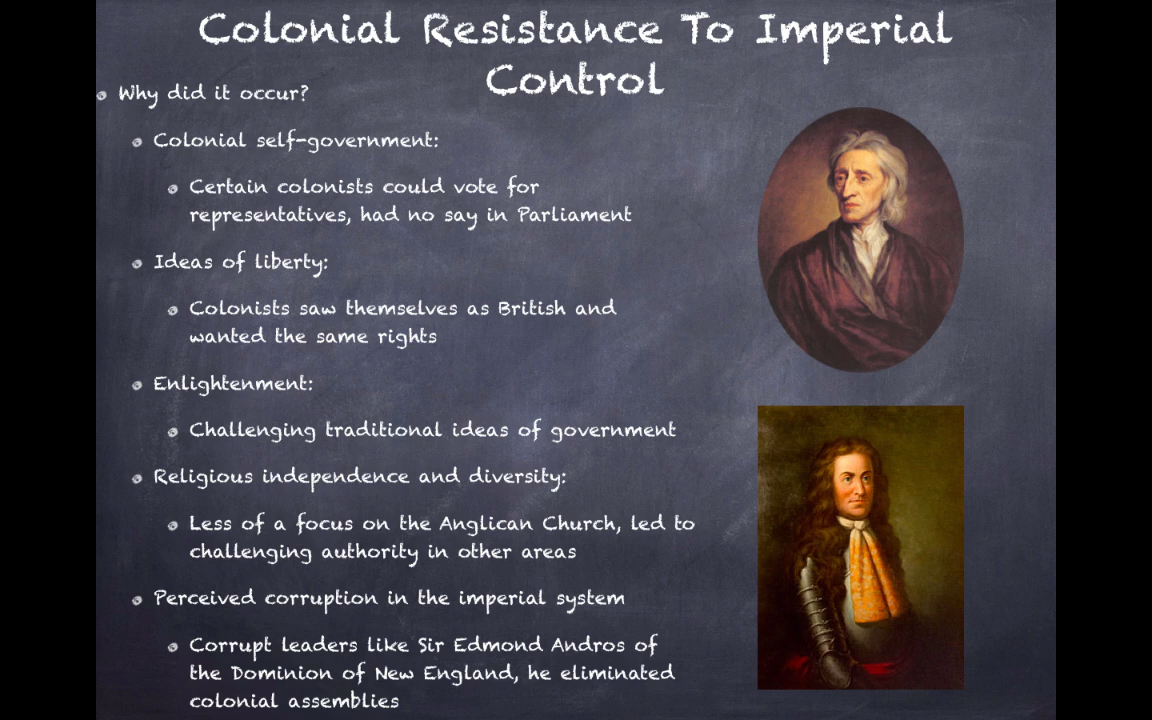 Colonial Resistance To Imperial
Control
Why did it occur?
Colonial self-government:
Certain colonists could vote for
representatives, had no say in Parliament
Ideas of liberty:
Colonists saw themselves as British and
wanted the same rights
Enlightenment:
Challenging traditional ideas of government
Religious independence and diversity:
Less of a focus on the Anglican Church, led to
challenging authority in other areas
Perceived corruption in the imperial system
Corrupt leaders like Sir Edmond Andros of
the Dominion of New England, he eliminated
colonial assemblies